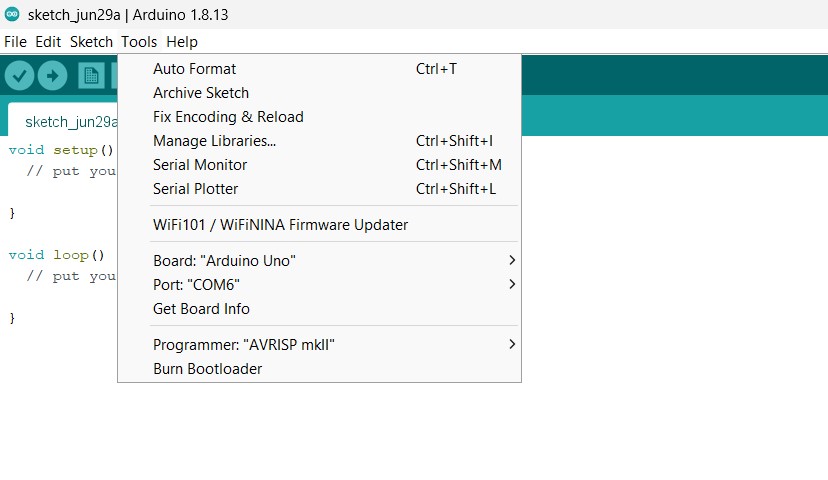 sketch_jun29a | Arduino 1.8.13
File Edit Sketch Tools Help
Auto Format Ctrl+T
Archive Sketch
Fix Encoding & Reload
Manage Libraries... Ctrl+Shift+I
Serial Monitor Ctrl+Shift+M
Serial Plotter Ctrl+Shift+L
WiFi101 / WiFiNINA Firmware Updater
Board: "Arduino Uno"
Port: "COM6"
Get Board Info
Programmer: "AVRISP mkII"
Burn Bootloader
sketch_jun29a
void setup()
// put you
}
void loop()
// put you
}